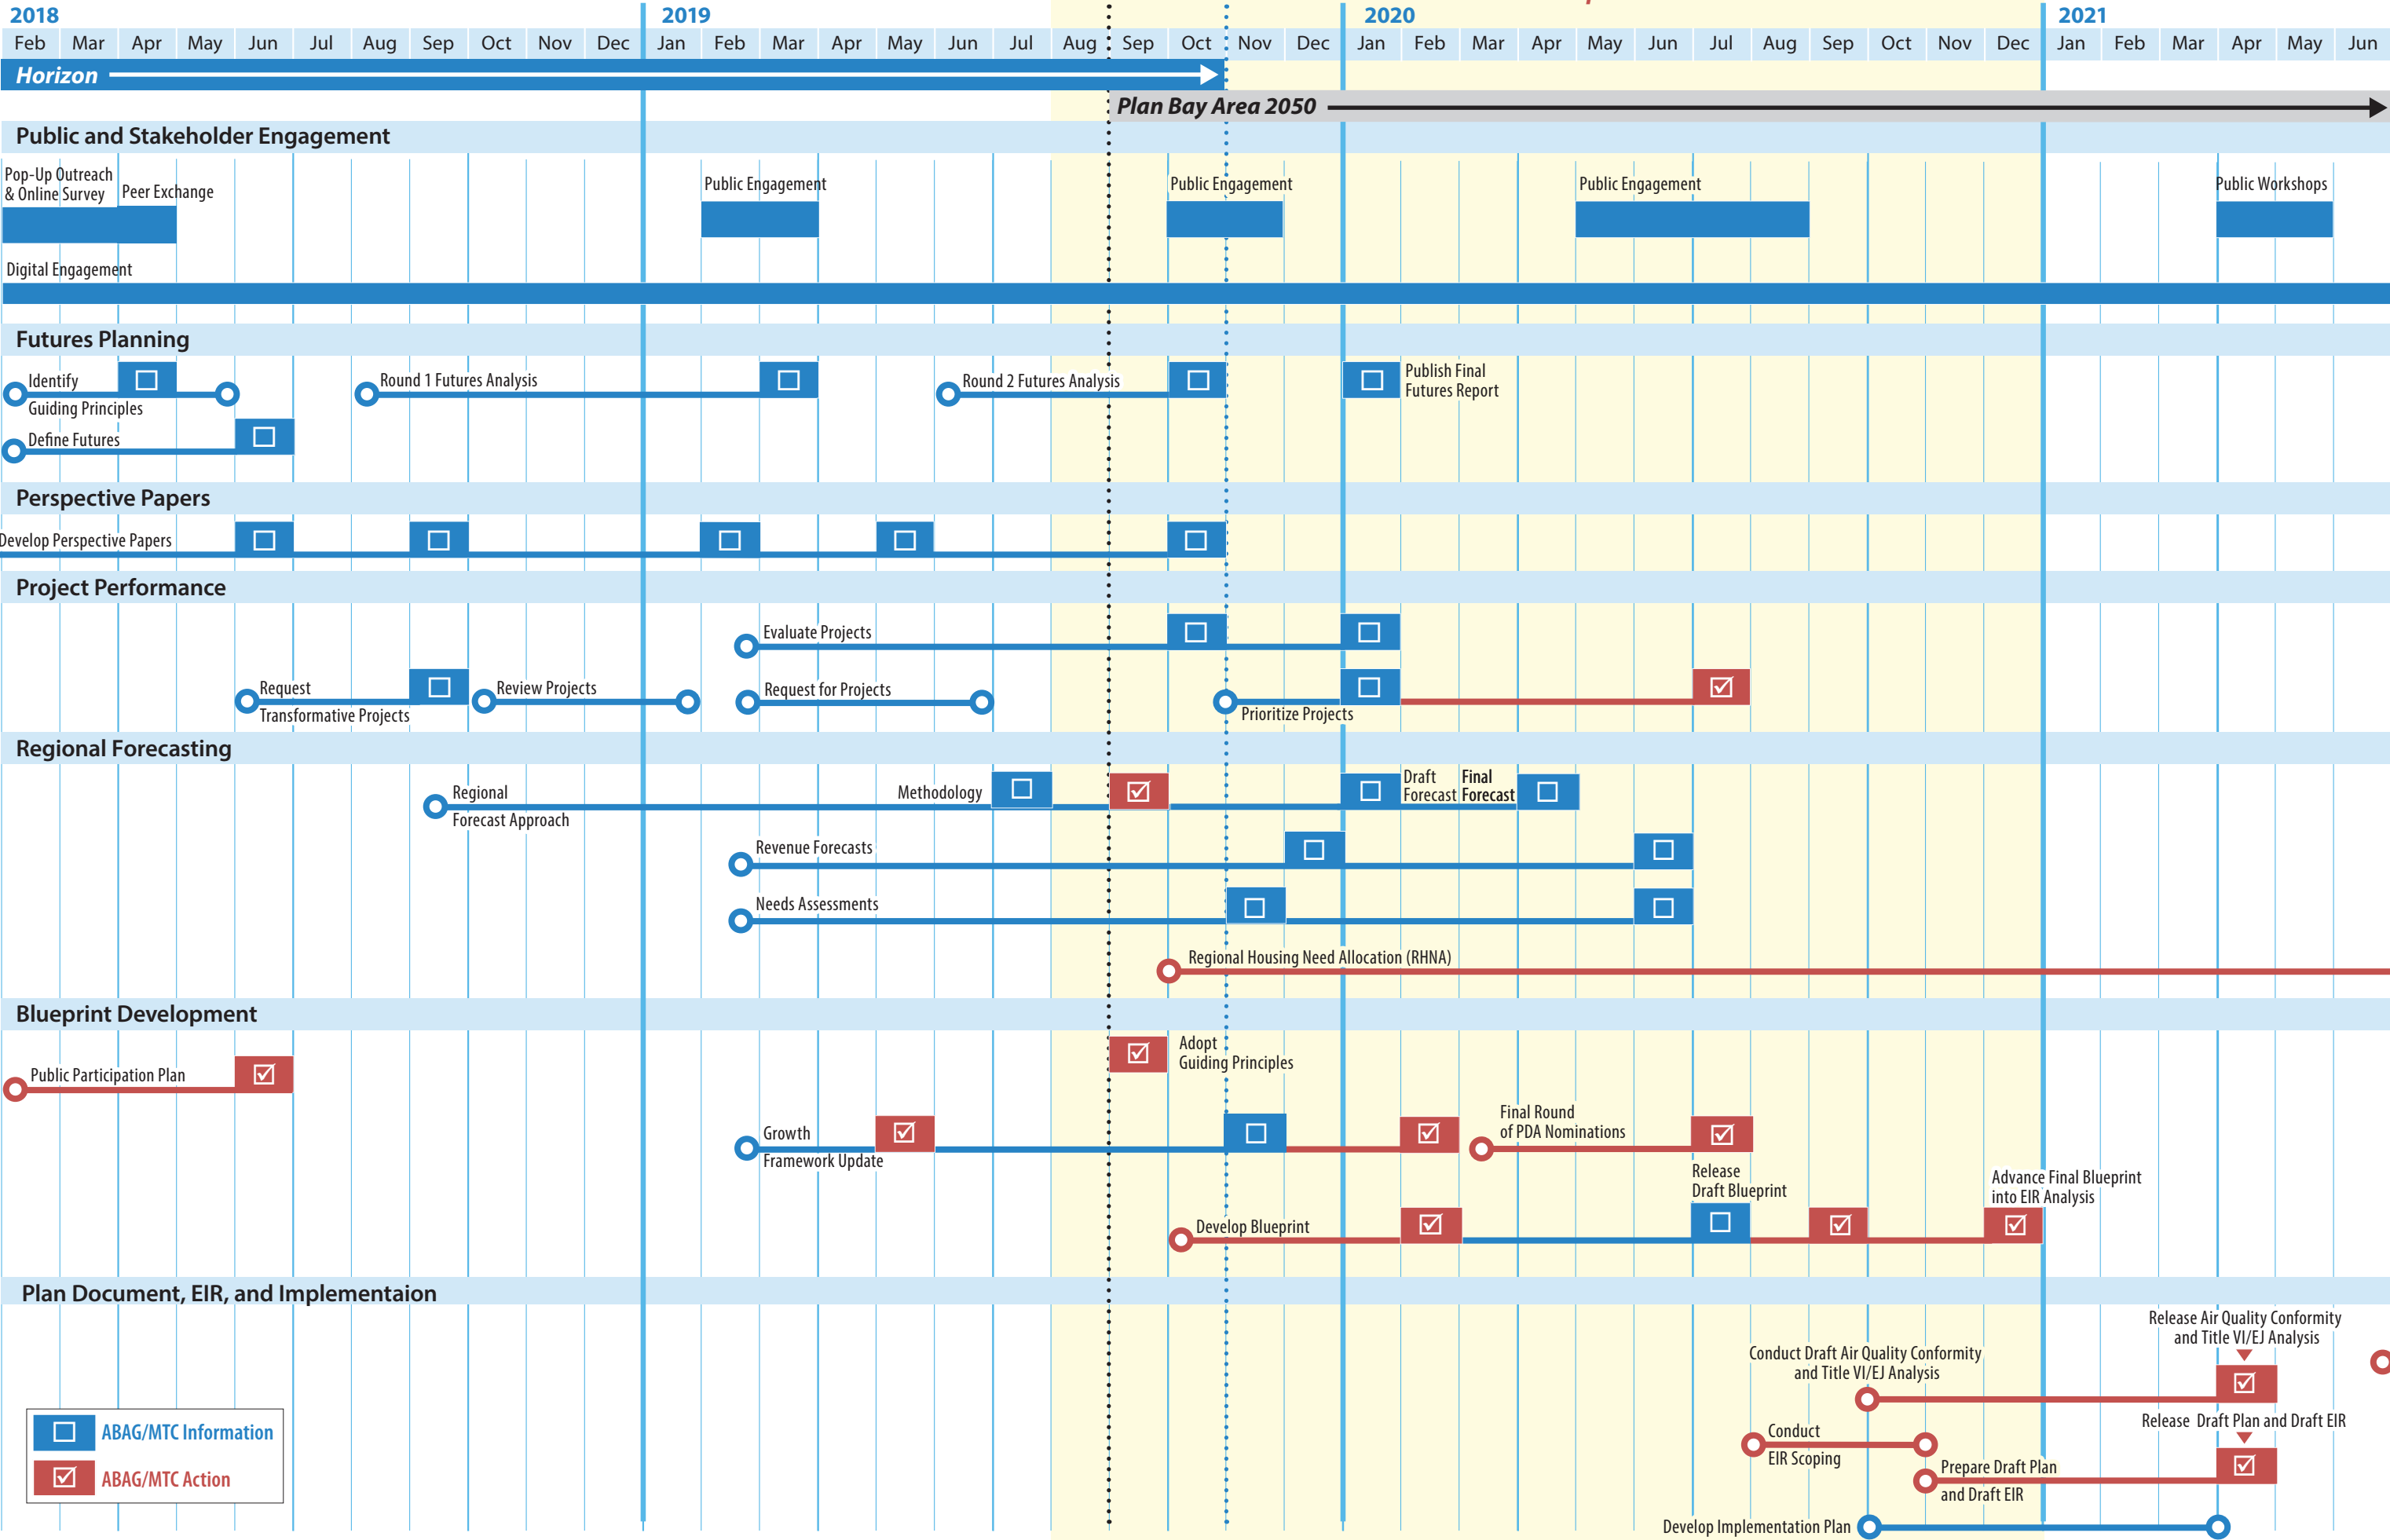 2018
2019
2020
2021
Feb Mar Apr May Jun Jul Aug Sep Oct Nov Dec Jan Feb Mar Apr May Jun Jul Aug Sep Oct Nov Dec Jan Feb Mar Apr May Jun Jul Aug Sep Oct Nov Dec Jan Feb Mar Apr May Jun
Horizon
Plan Bay Area 2050
Public and Stakeholder Engagement
Pop-Up Outreach
& Online Survey
Peer Exchange
Public Engagement
Public Engagement
Public Engagement
Public Workshops
Digital Engagement
Futures Planning
Identify
Guiding Principles
Round 1 Futures Analysis
Round 2 Futures Analysis
Publish Final
Futures Report
Define Futures
Perspective Papers
Develop Perspective Papers
Project Performance
Evaluate Projects
Request
Transformative Projects
Review Projects
Request for Projects
Prioritize Projects
Regional Forecasting
Regional
Forecast Approach
Methodology
Draft
Forecast
Final
Forecast
Revenue Forecasts
Needs Assessments
Regional Housing Need Allocation (RHNA)
Blueprint Development
Adopt
Guiding Principles
Public Participation Plan
Growth
Framework Update
Final Round
of PDA Nominations
Release
Draft Blueprint
Advance Final Blueprint
into EIR Analysis
Develop Blueprint
Plan Document, EIR, and Implementaion
Release Air Quality Conformity
and Title VI/EJ Analysis
Conduct Draft Air Quality Conformity
and Title VI/EJ Analysis
Release Draft Plan and Draft EIR
Conduct
EIR Scoping
Prepare Draft Plan
and Draft EIR
Develop Implementation Plan
ABAG/MTC Information
ABAG/MTC Action